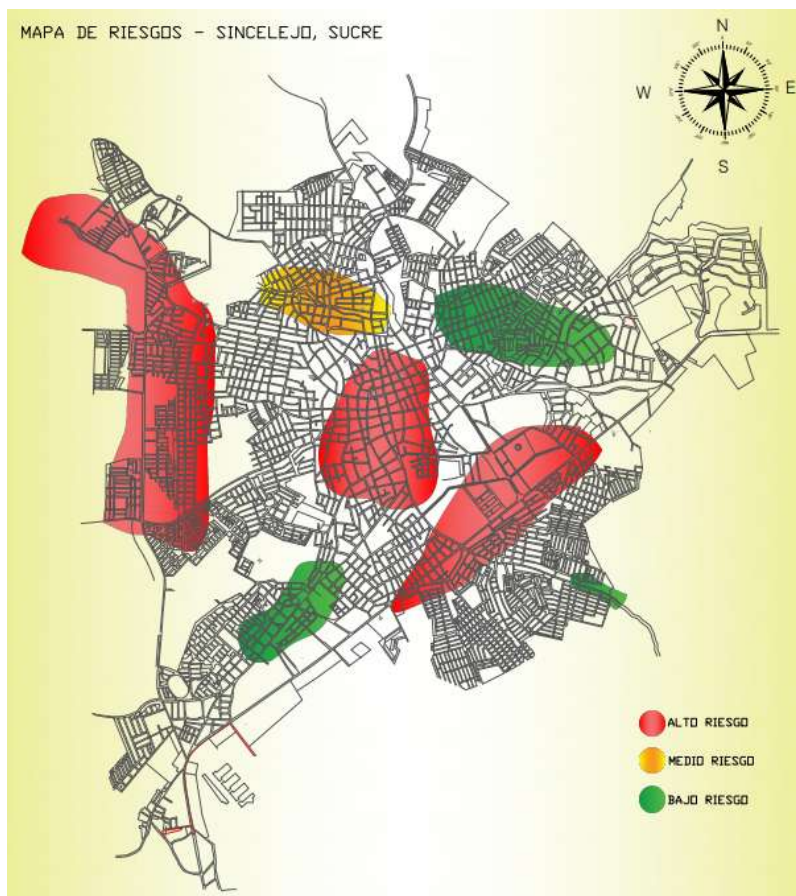 MAPA DE RIESGOS - SINCELEJO, SUCRE
N
W
E
S
ALTO RIESGO
MEDIO RIESGO
BAJO RIESGO